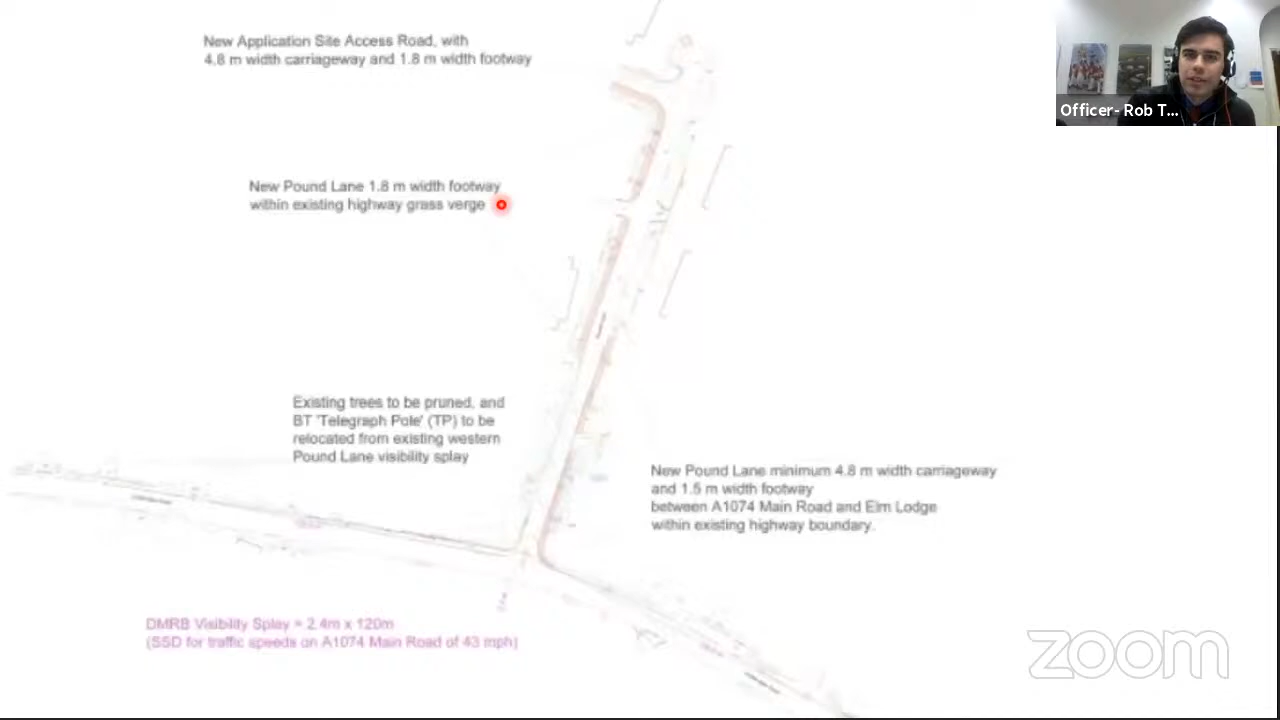 New Application Site Access Road, with
4.8 m width carriageway and 1.8 m width footway
Officer- Rob T...
New Pound Lane 1.8 m width footway
within existing highway grass verge
Existing trees to be pruned, and
BT 'Telegraph Pole' (TP) to be
relocated from existing western
Pound Lane visibility splay
New Pound Lane minimum 4.8 m width carriageway
and 1.5 m width footway
between A1074 Main Road and Elm Lodge
within existing highway boundary.
DMRB Visibility Splay = 2.4m x 120m
(SSD for traffic speeds on A1074 Main Road of 43 mph)
zoom